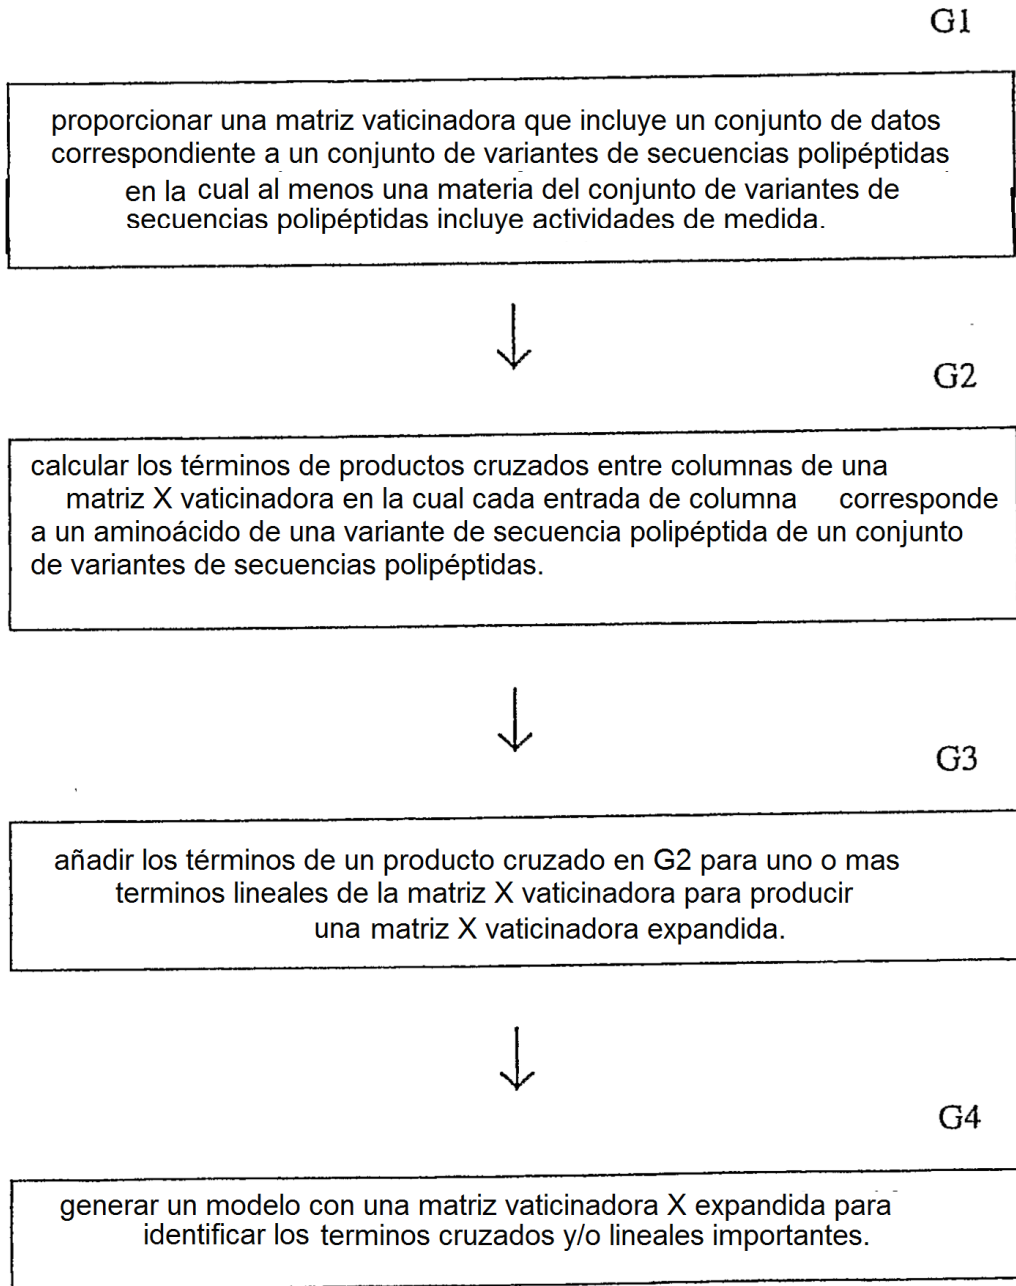 G1
proporcionar una matriz vaticinadora que incluye un conjunto de datos
correspondiente a un conjunto de variantes de secuencias polipéptidas
en la cual al menos una materia del conjunto de variantes de
secuencias polipéptidas incluye actividades de medida.
G2
calcular los términos de productos cruzados entre columnas de una
matriz X vaticinadora en la cual cada entrada de columna corresponde
a un aminoácido de una variante de secuencia polipéptida de un conjunto
de variantes de secuencias polipéptidas.
G3
añadir los términos de un producto cruzado en G2 para uno o mas
terminos lineales de la matriz X vaticinadora para producir
una matriz X vaticinadora expandida.
G4
generar un modelo con una matriz vaticinadora X expandida para
identificar los terminos cruzados y/o lineales importantes.